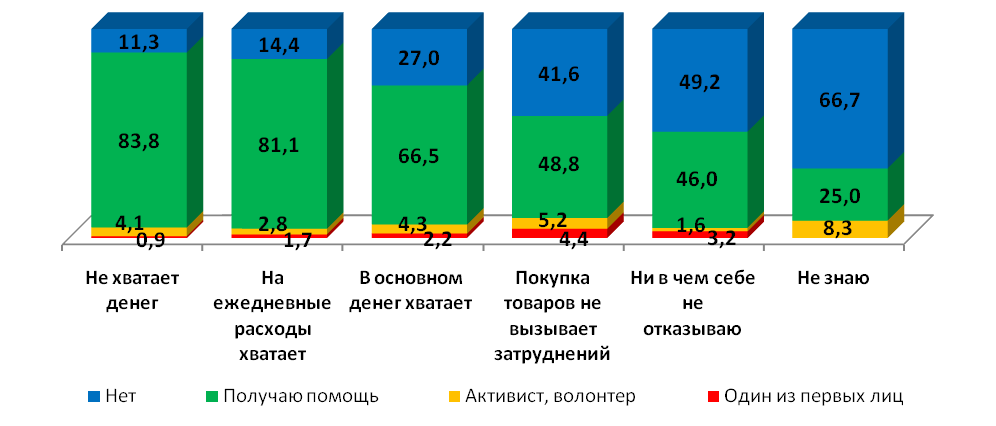 11,3 14,4 27,0 41,6 49,2 66,7
83,8 81,1 66,5 48,8 46,0 25,0
4,1 2,8 4,3 5,2 1,6 8,3
0,9 1,7 2,2 4,4 3,2
Не хватает
денег
На
ежедневные
расходы
хватает
В основном
денег хватает
Покупка
товаров не
вызывает
затруднений
Ни в чем себе
не
отказываю
Не знаю
Нет
Получаю помощь
Активист, волонтер
Один из первых лиц